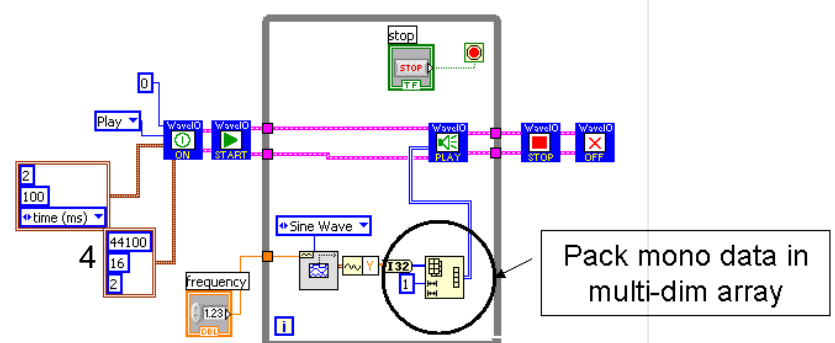 stop
STOP
TF
0
Play
WaveIO
ON
WaveIO
START
WaveIO
PLAY
WaveIO
STOP
WaveIO
OFF
2
100
time (ms)
4
44100
16
2
Sine Wave
frequency
1.23
DBL
Y
I32
1
i
Pack mono data in
multi-dim array